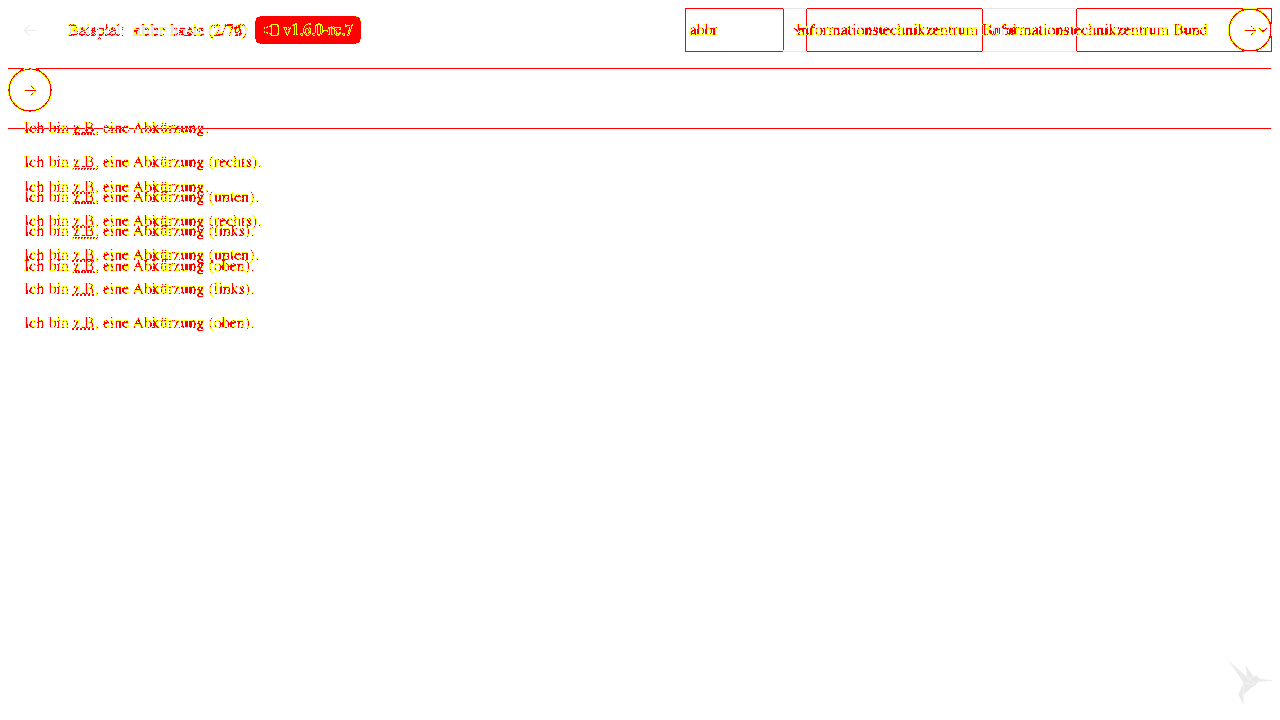 Beispiel: abbr basic (2/76) v1.6.0-rc.7 abbr Informationstechnikzentrum Bund Informationstechnikzentrum Bund
Ich bin z.B. eine Abkürzung.
Ich bin z.B. eine Abkürzung (rechts).
Ich bin z.B. eine Abkürzung.
Ich bin z.B. eine Abkürzung (unten).
Ich bin z.B. eine Abkürzung (rechts).
Ich bin z.B. eine Abkürzung (links).
Ich bin z.B. eine Abkürzung (unten).
Ich bin z.B. eine Abkürzung (oben).
Ich bin z.B. eine Abkürzung (links).
Ich bin z.B. eine Abkürzung (oben).